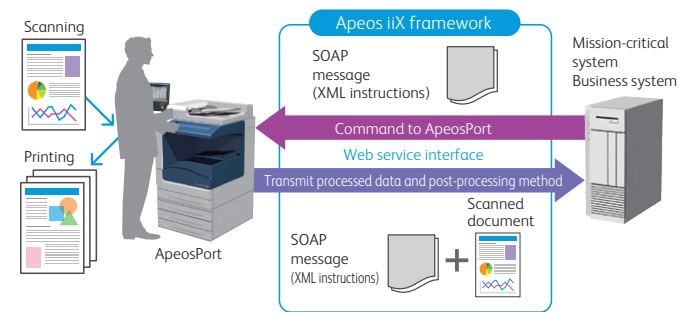 Apeos iiX framework
Scanning
SOAP
message
(XML instructions)
Mission-critical
system
Business system
Command to ApeosPort
Printing
Web service interface
Transmit processed data and post-processing method
Scanned
document
ApeosPort
SOAP
message
(XML instructions)